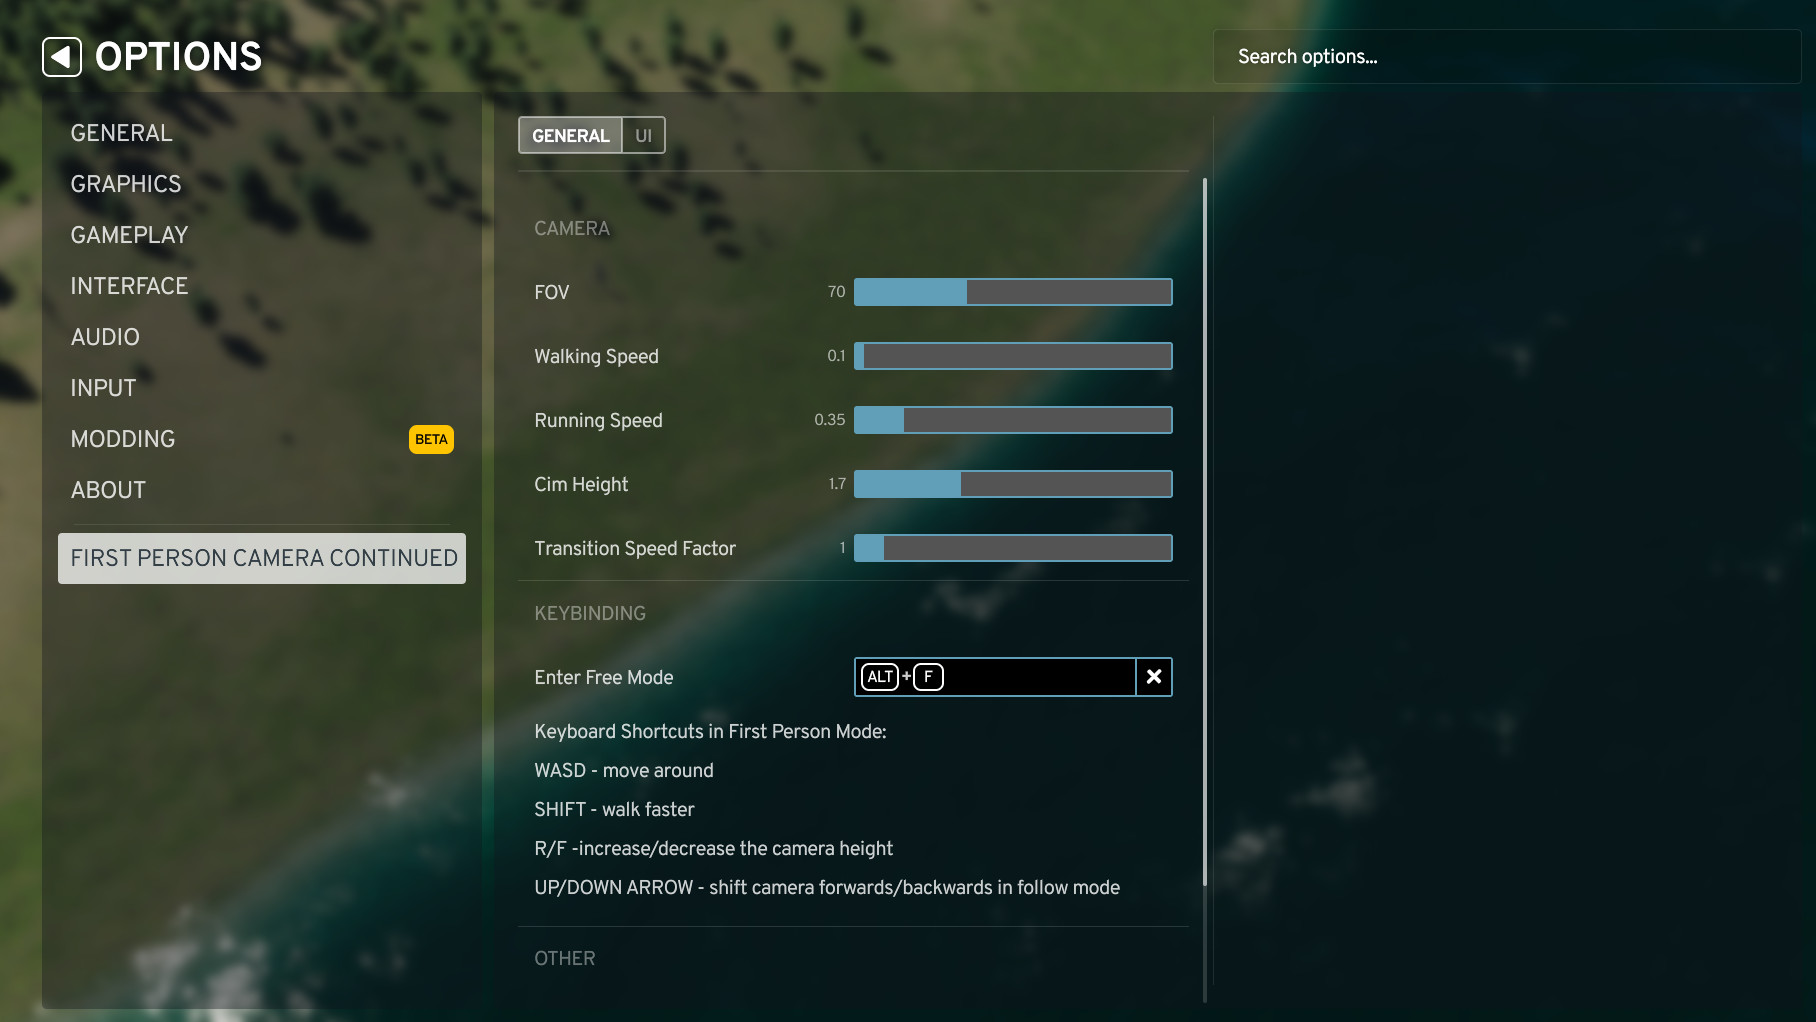 OPTIONS
Search options...
GENERAL
GRAPHICS
GAMEPLAY
INTERFACE
AUDIO
INPUT
MODDING BETA
ABOUT
FIRST PERSON CAMERA CONTINUED
GENERAL UI
CAMERA
FOV 70
Walking Speed 0.1
Running Speed 0.35
Cim Height 1.7
Transition Speed Factor 1
KEYBINDING
Enter Free Mode ALT + F
Keyboard Shortcuts in First Person Mode:
WASD - move around
SHIFT - walk faster
R/F -increase/decrease the camera height
UP/DOWN ARROW - shift camera forwards/backwards in follow mode
OTHER